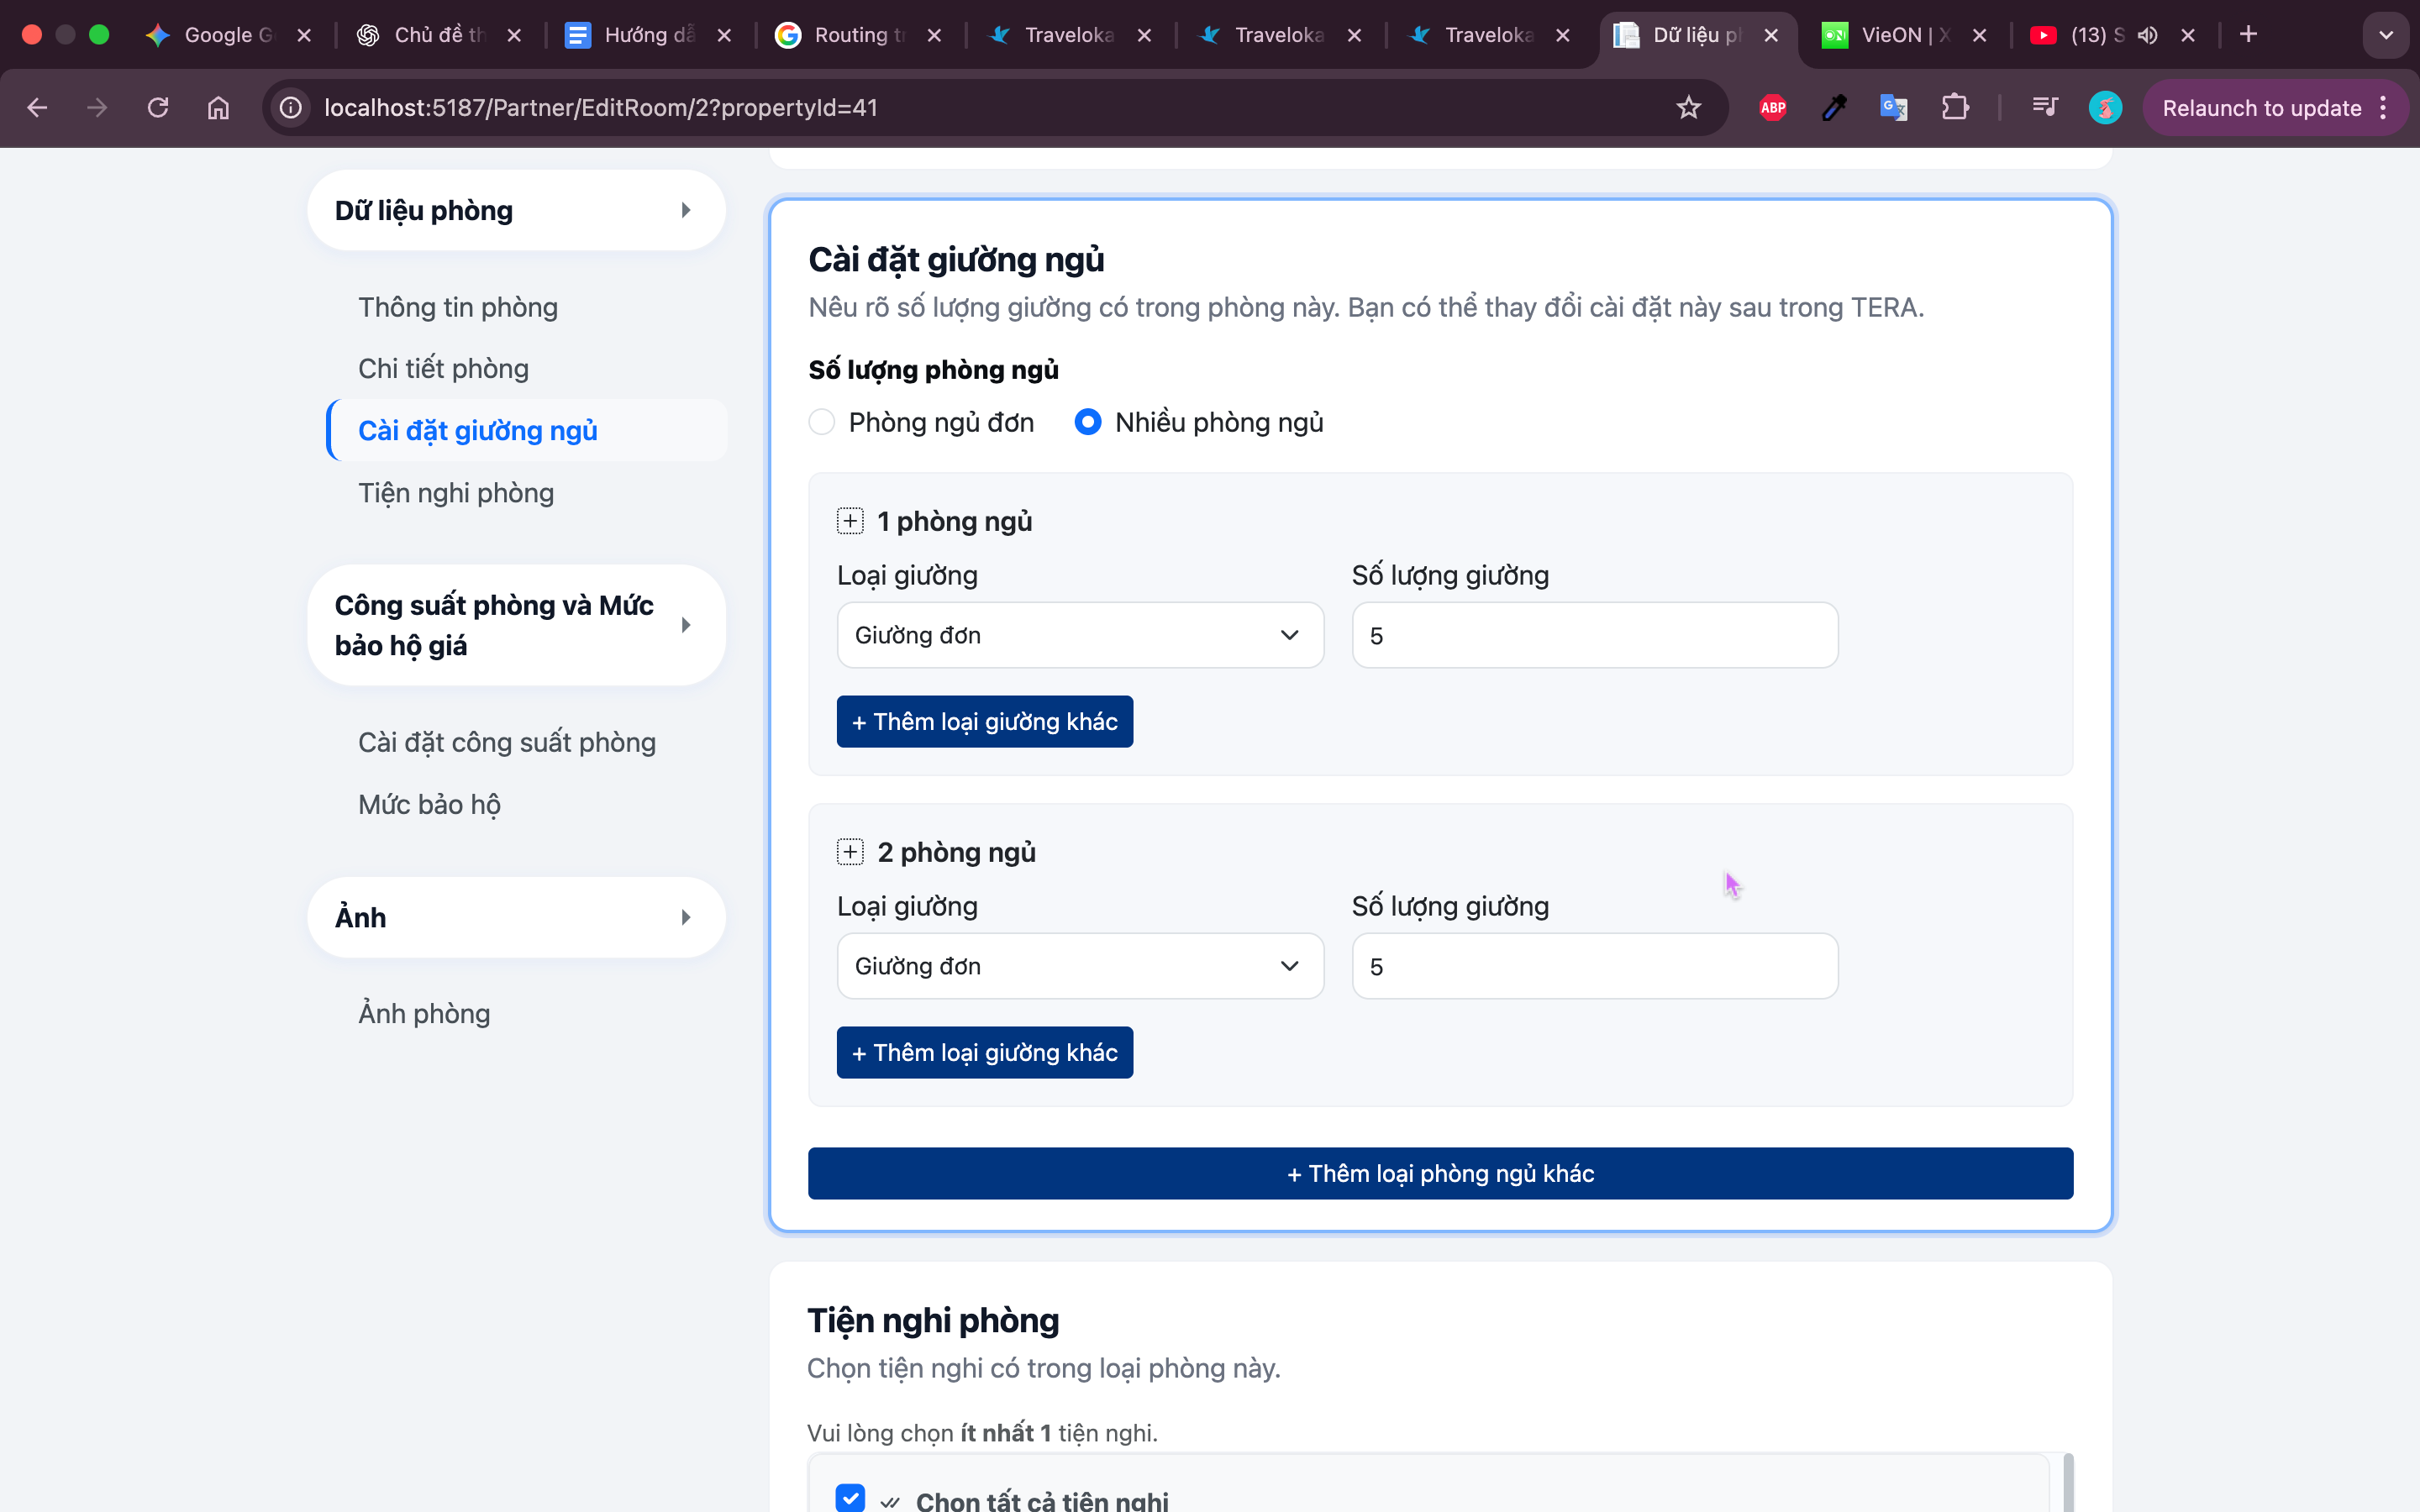 Google G
Chủ đề th
Hướng dẫ
Routing tr
Traveloka
Traveloka
Traveloka
Dữ liệu ph
VieON | X
(13) S
localhost:5187/Partner/EditRoom/2?propertyId=41
ABP
Relaunch to update
Dữ liệu phòng
Thông tin phòng
Chi tiết phòng
Cài đặt giường ngủ
Tiện nghi phòng
Công suất phòng và Mức
bảo hộ giá
Cài đặt công suất phòng
Mức bảo hộ
Ảnh
Ảnh phòng
Cài đặt giường ngủ
Nêu rõ số lượng giường có trong phòng này. Bạn có thể thay đổi cài đặt này sau trong TERA.
Số lượng phòng ngủ
Phòng ngủ đơn Nhiều phòng ngủ
1 phòng ngủ
Loại giường Số lượng giường
Giường đơn 5
+ Thêm loại giường khác
2 phòng ngủ
Loại giường Số lượng giường
Giường đơn 5
+ Thêm loại giường khác
+ Thêm loại phòng ngủ khác
Tiện nghi phòng
Chọn tiện nghi có trong loại phòng này.
Vui lòng chọn ít nhất 1 tiện nghi.
Chọn tất cả tiện nghi